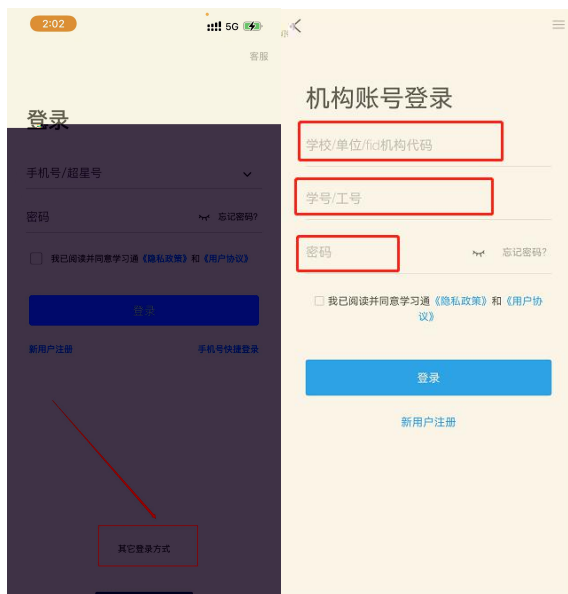 2:02
5G
客服
登录
手机号/超星号
密码
忘记密码?
我已阅读并同意学习通《隐私政策》和《用户协议》
登录
新用户注册
手机号快捷登录
其它登录方式
机构账号登录
学校/单位/fid机构代码
学号/工号
密码
忘记密码?
我已阅读并同意学习通《隐私政策》和《用户协
议》
登录
新用户注册